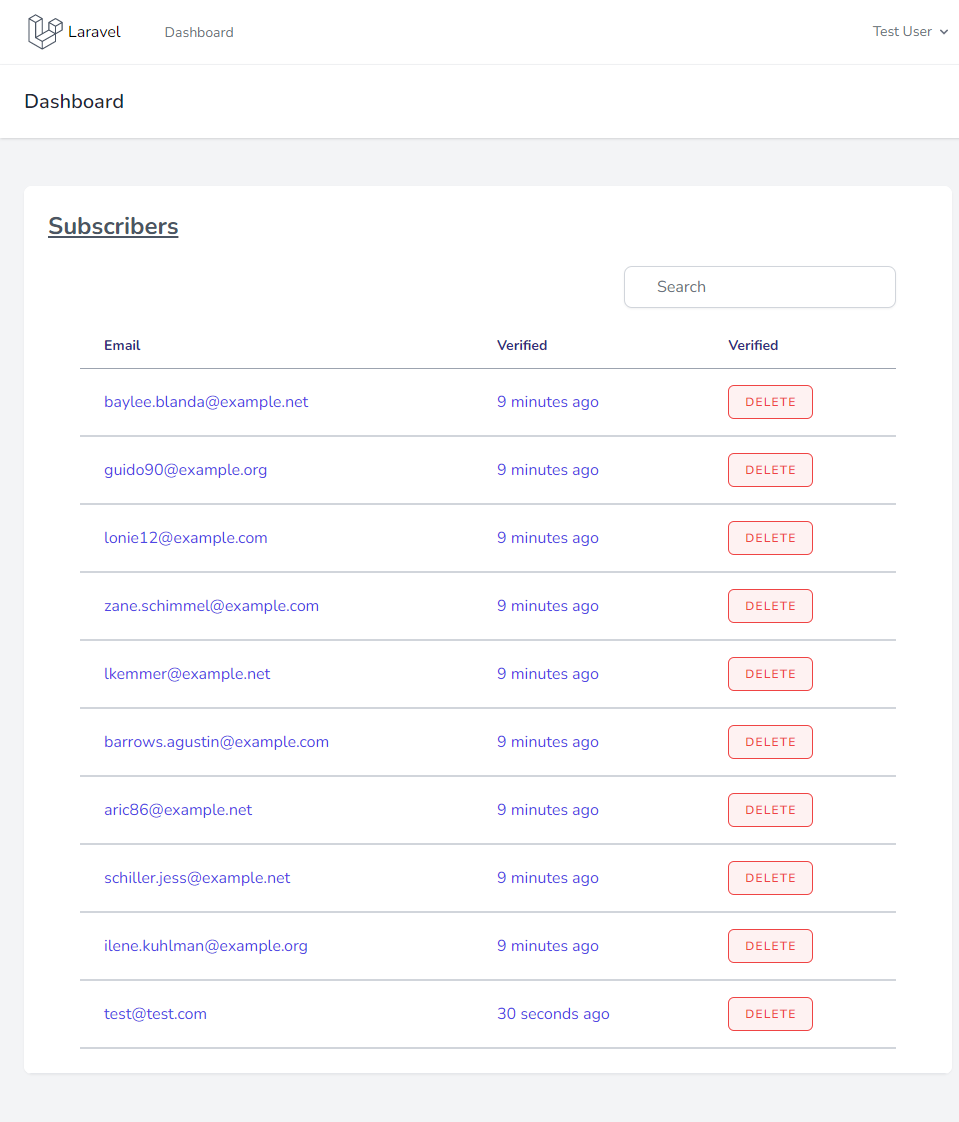 Laravel Dashboard Test User
Dashboard
Subscribers
Search
Email Verified Verified
baylee.blanda@example.net 9 minutes ago DELETE
guido90@example.org 9 minutes ago DELETE
lonie12@example.com 9 minutes ago DELETE
zane.schimmel@example.com 9 minutes ago DELETE
lkemmer@example.net 9 minutes ago DELETE
barrows.agustin@example.com 9 minutes ago DELETE
aric86@example.net 9 minutes ago DELETE
schiller.jess@example.net 9 minutes ago DELETE
ilene.kuhlman@example.org 9 minutes ago DELETE
test@test.com 30 seconds ago DELETE